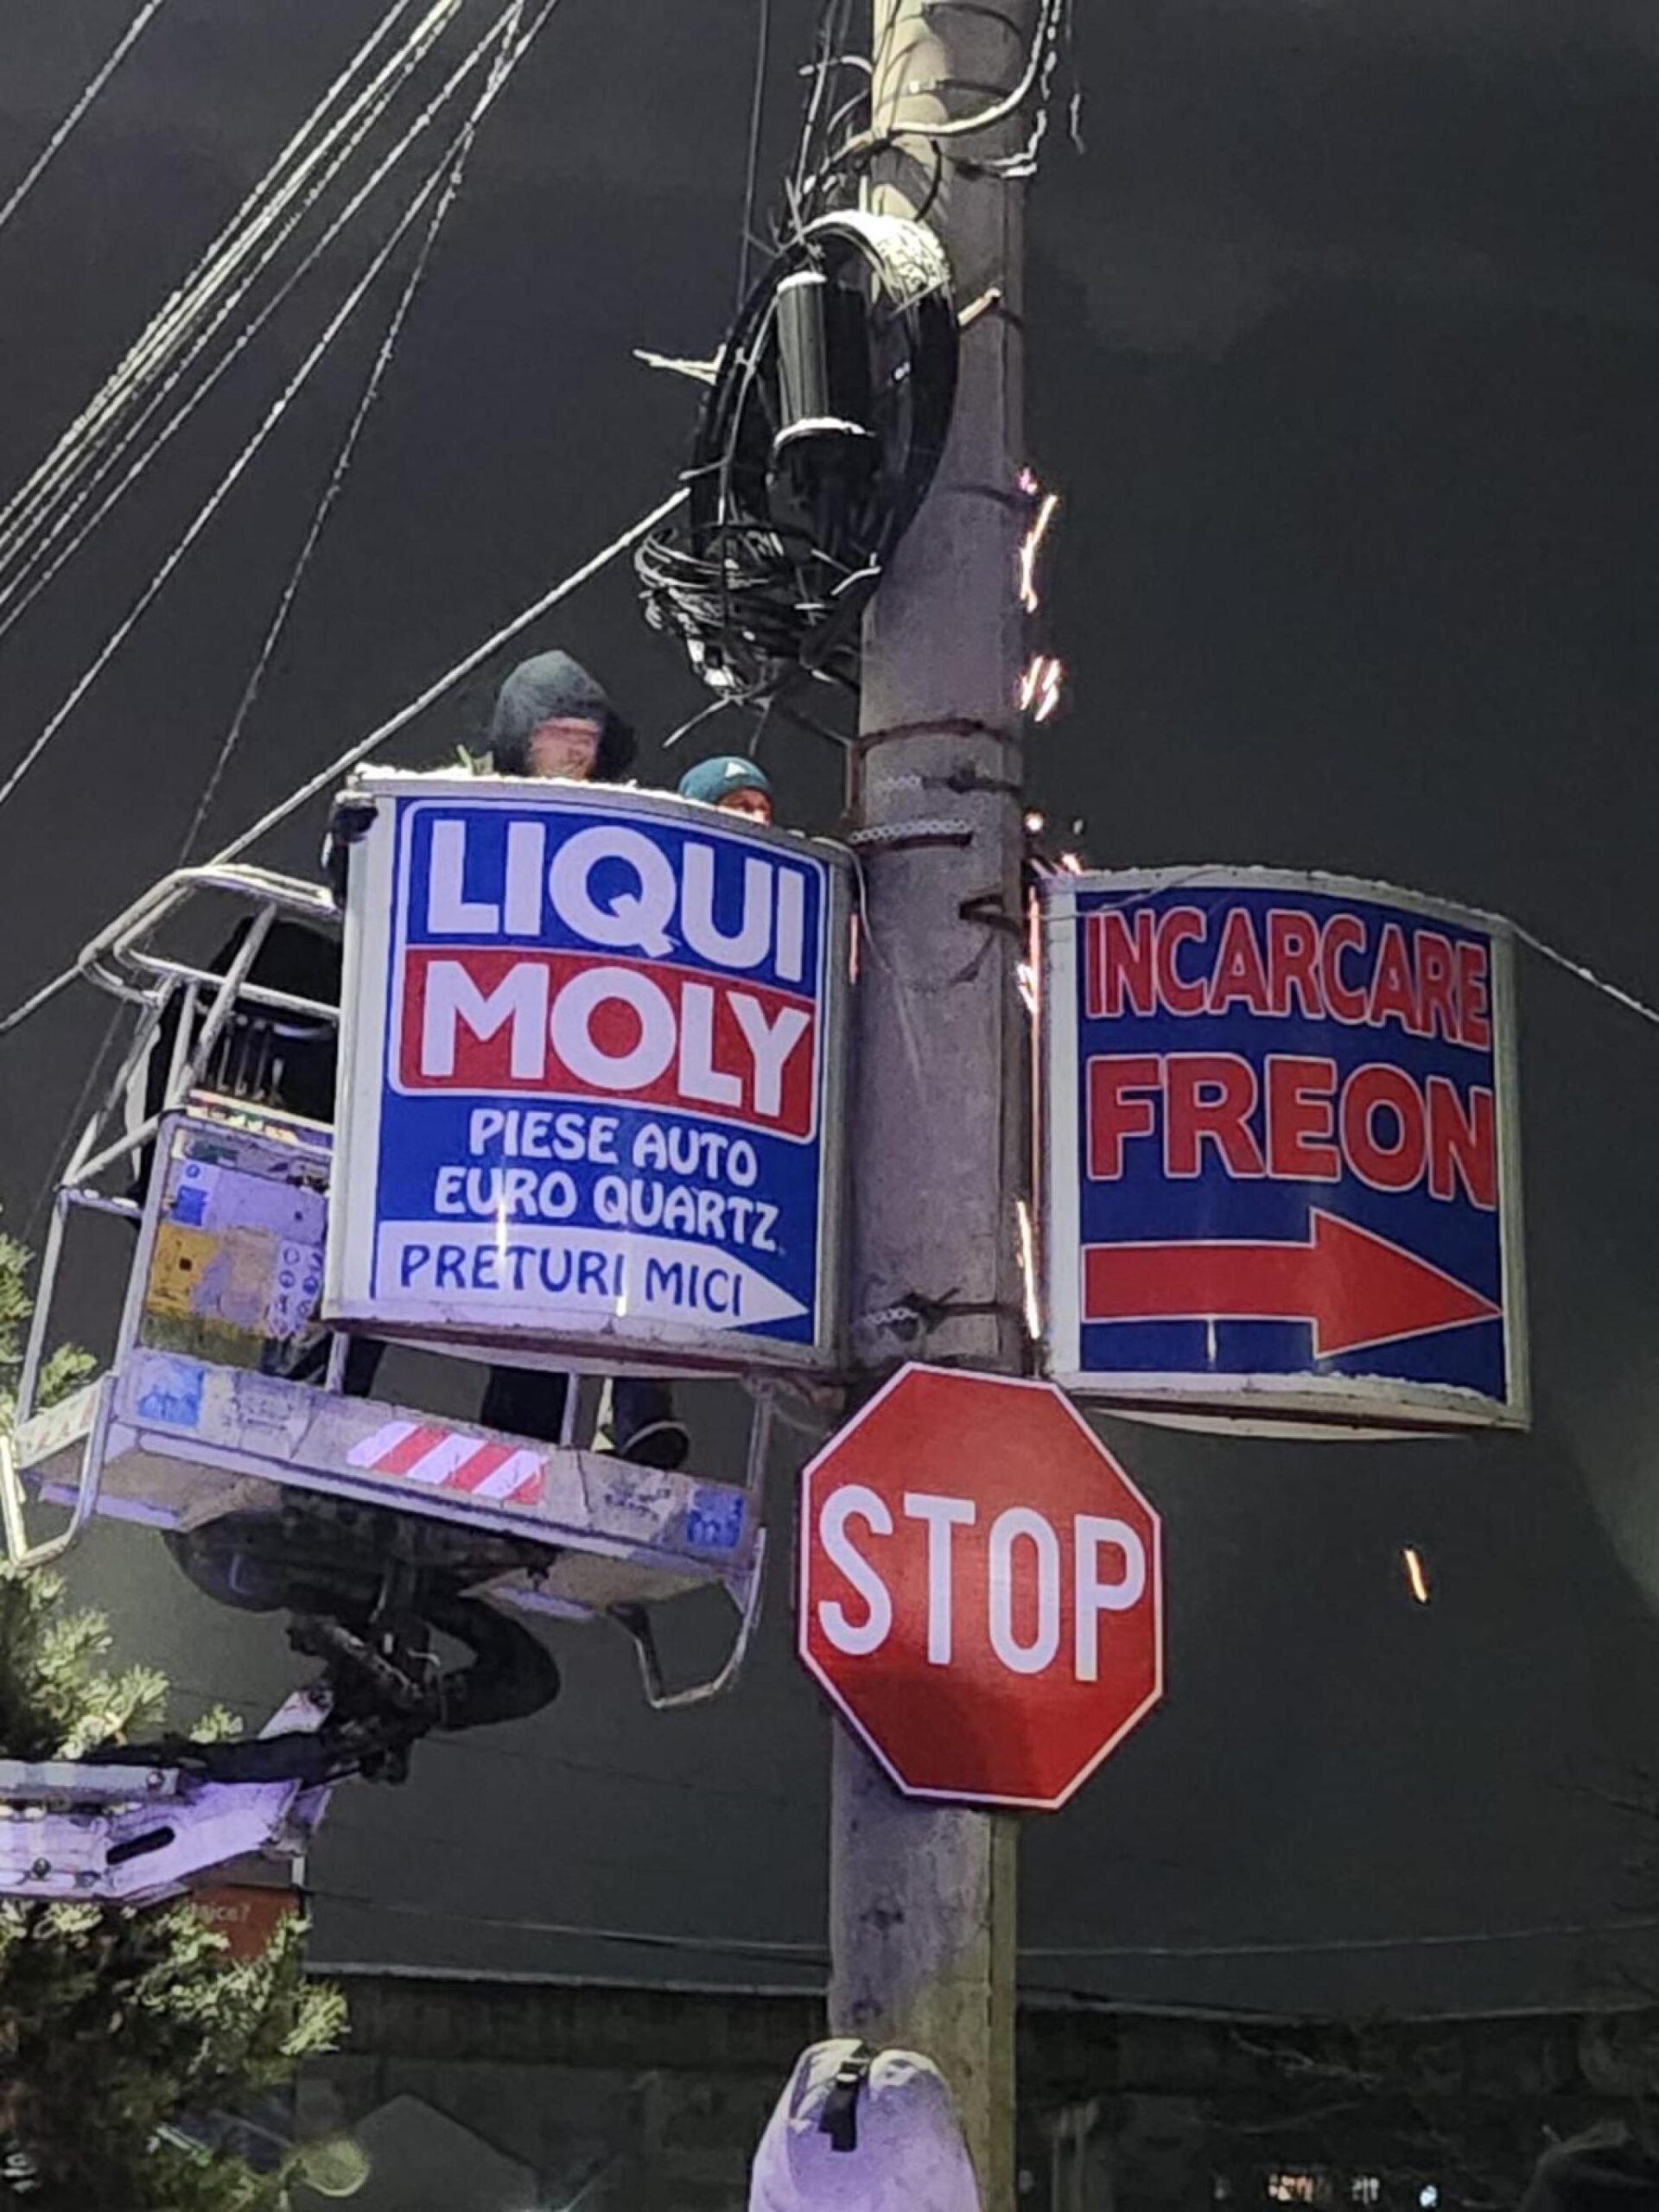 LIQUI
MOLY
PIESE AUTO
EURO QUARTZ
PRETURI MICI
INCARCARE
FREON
STOP